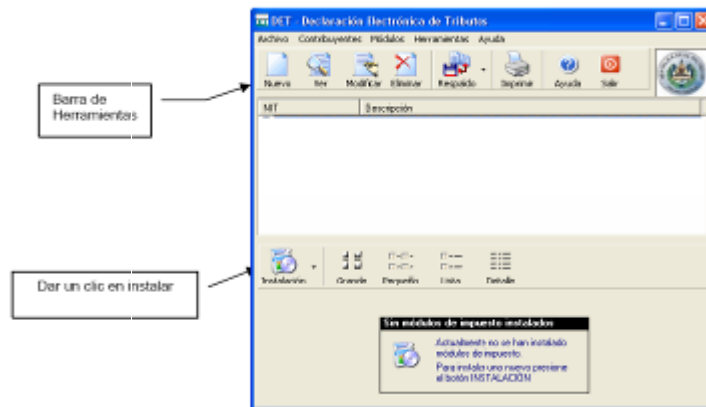 DET - Declaración Electrónica de Tributos
Archivo Contribuyentes Módulos Herramientas Ayuda
Nuevo Ver Modificar Eliminar Respaldo Imprimir Ayuda Salir
Barra de
Herramientas
NIT Descripción
Instalación Grande Pequeño Lista Detalle
Dar un clic en instalar
Sin módulos de impuesto instalados
Actualmente no se han instalado
módulos de impuesto.
Para instalar uno nuevo presione
el botón INSTALACIÓN